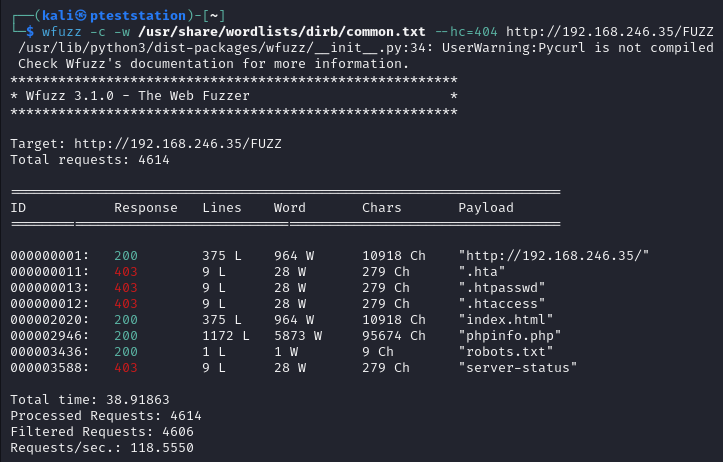 ┌──(kali㉿pteststation)-[~]
└─$ wfuzz -c -w /usr/share/wordlists/dirb/common.txt --hc=404 http://192.168.246.35/FUZZ
/usr/lib/python3/dist-packages/wfuzz/__init__.py:34: UserWarning:Pycurl is not compiled
Check Wfuzz's documentation for more information.
********************************************************
* Wfuzz 3.1.0 - The Web Fuzzer                         *
********************************************************
Target: http://192.168.246.35/FUZZ
Total requests: 4614
=====================================================================
ID           Response   Lines    Word       Chars       Payload
=====================================================================
000000001:   200        375 L    964 W      10918 Ch    "http://192.168.246.35/"
000000011:   403        9 L      28 W       279 Ch      ".hta"
000000013:   403        9 L      28 W       279 Ch      ".htpasswd"
000000012:   403        9 L      28 W       279 Ch      ".htaccess"
000002020:   200        375 L    964 W      10918 Ch    "index.html"
000002946:   200        1172 L   5873 W     95674 Ch    "phpinfo.php"
000003436:   200        1 L      1 W        9 Ch        "robots.txt"
000003588:   403        9 L      28 W       279 Ch      "server-status"
Total time: 38.91863
Processed Requests: 4614
Filtered Requests: 4606
Requests/sec.: 118.5550